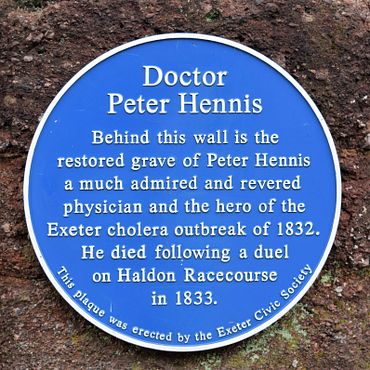 Doctor
Peter Hennis
Behind this wall is the
restored grave of Peter Hennis
a much admired and revered
physician and the hero of the
Exeter cholera outbreak of 1832.
He died following a duel
on Haldon Racecourse
in 1833.
This plaque was erected by the Exeter Civic Society